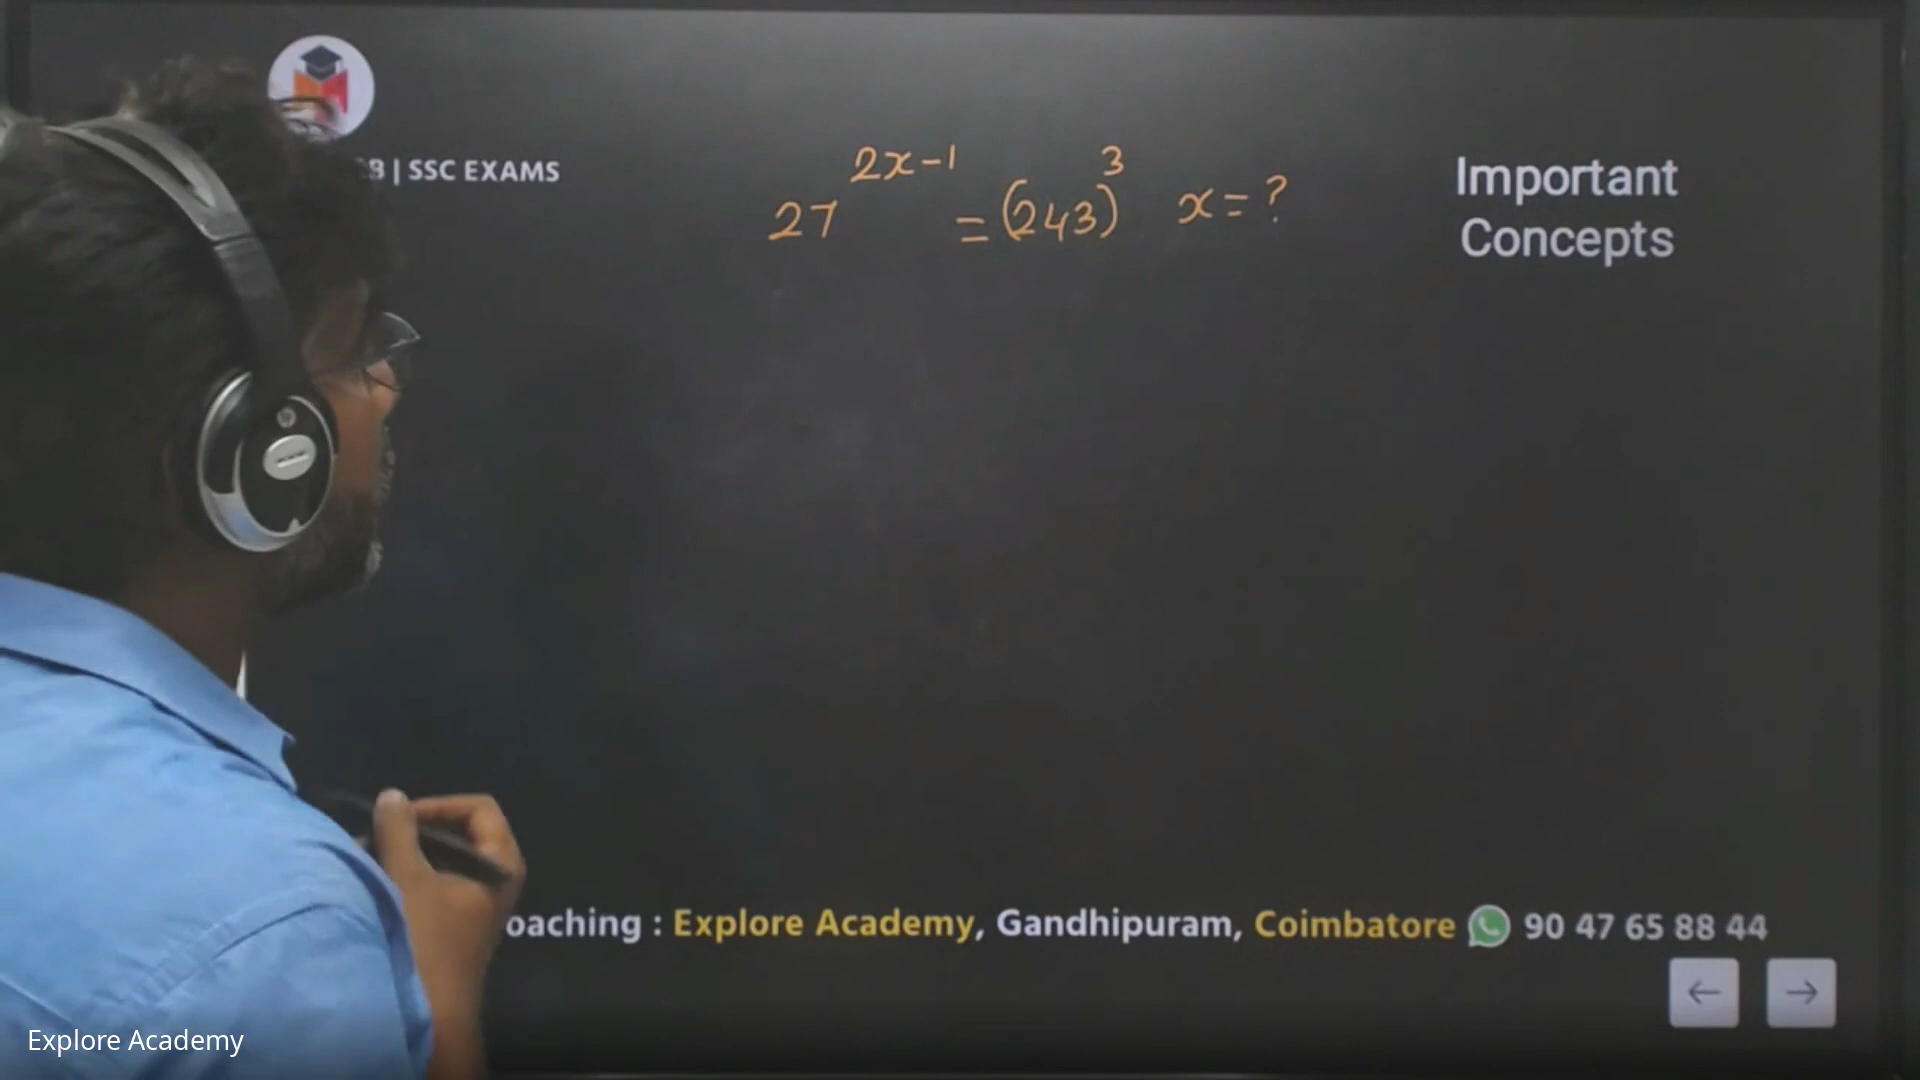 | SSC EXAMS
27^{2x-1} = (243)^3 x = ?
Important
Concepts
oaching : Explore Academy, Gandhipuram, Coimbatore 90 47 65 88 44
← →
Explore Academy